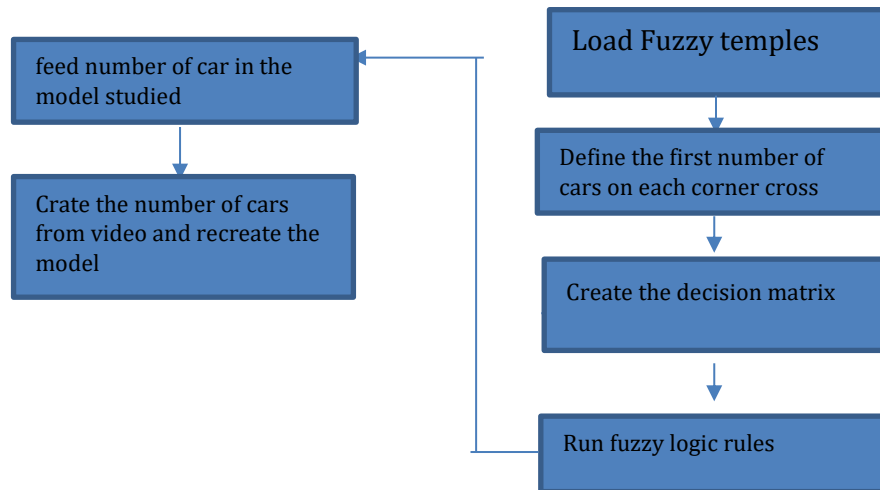 Load Fuzzy temples
Define the first number of
cars on each corner cross
Create the decision matrix
Run fuzzy logic rules
feed number of car in the
model studied
Crate the number of cars
from video and recreate the
model